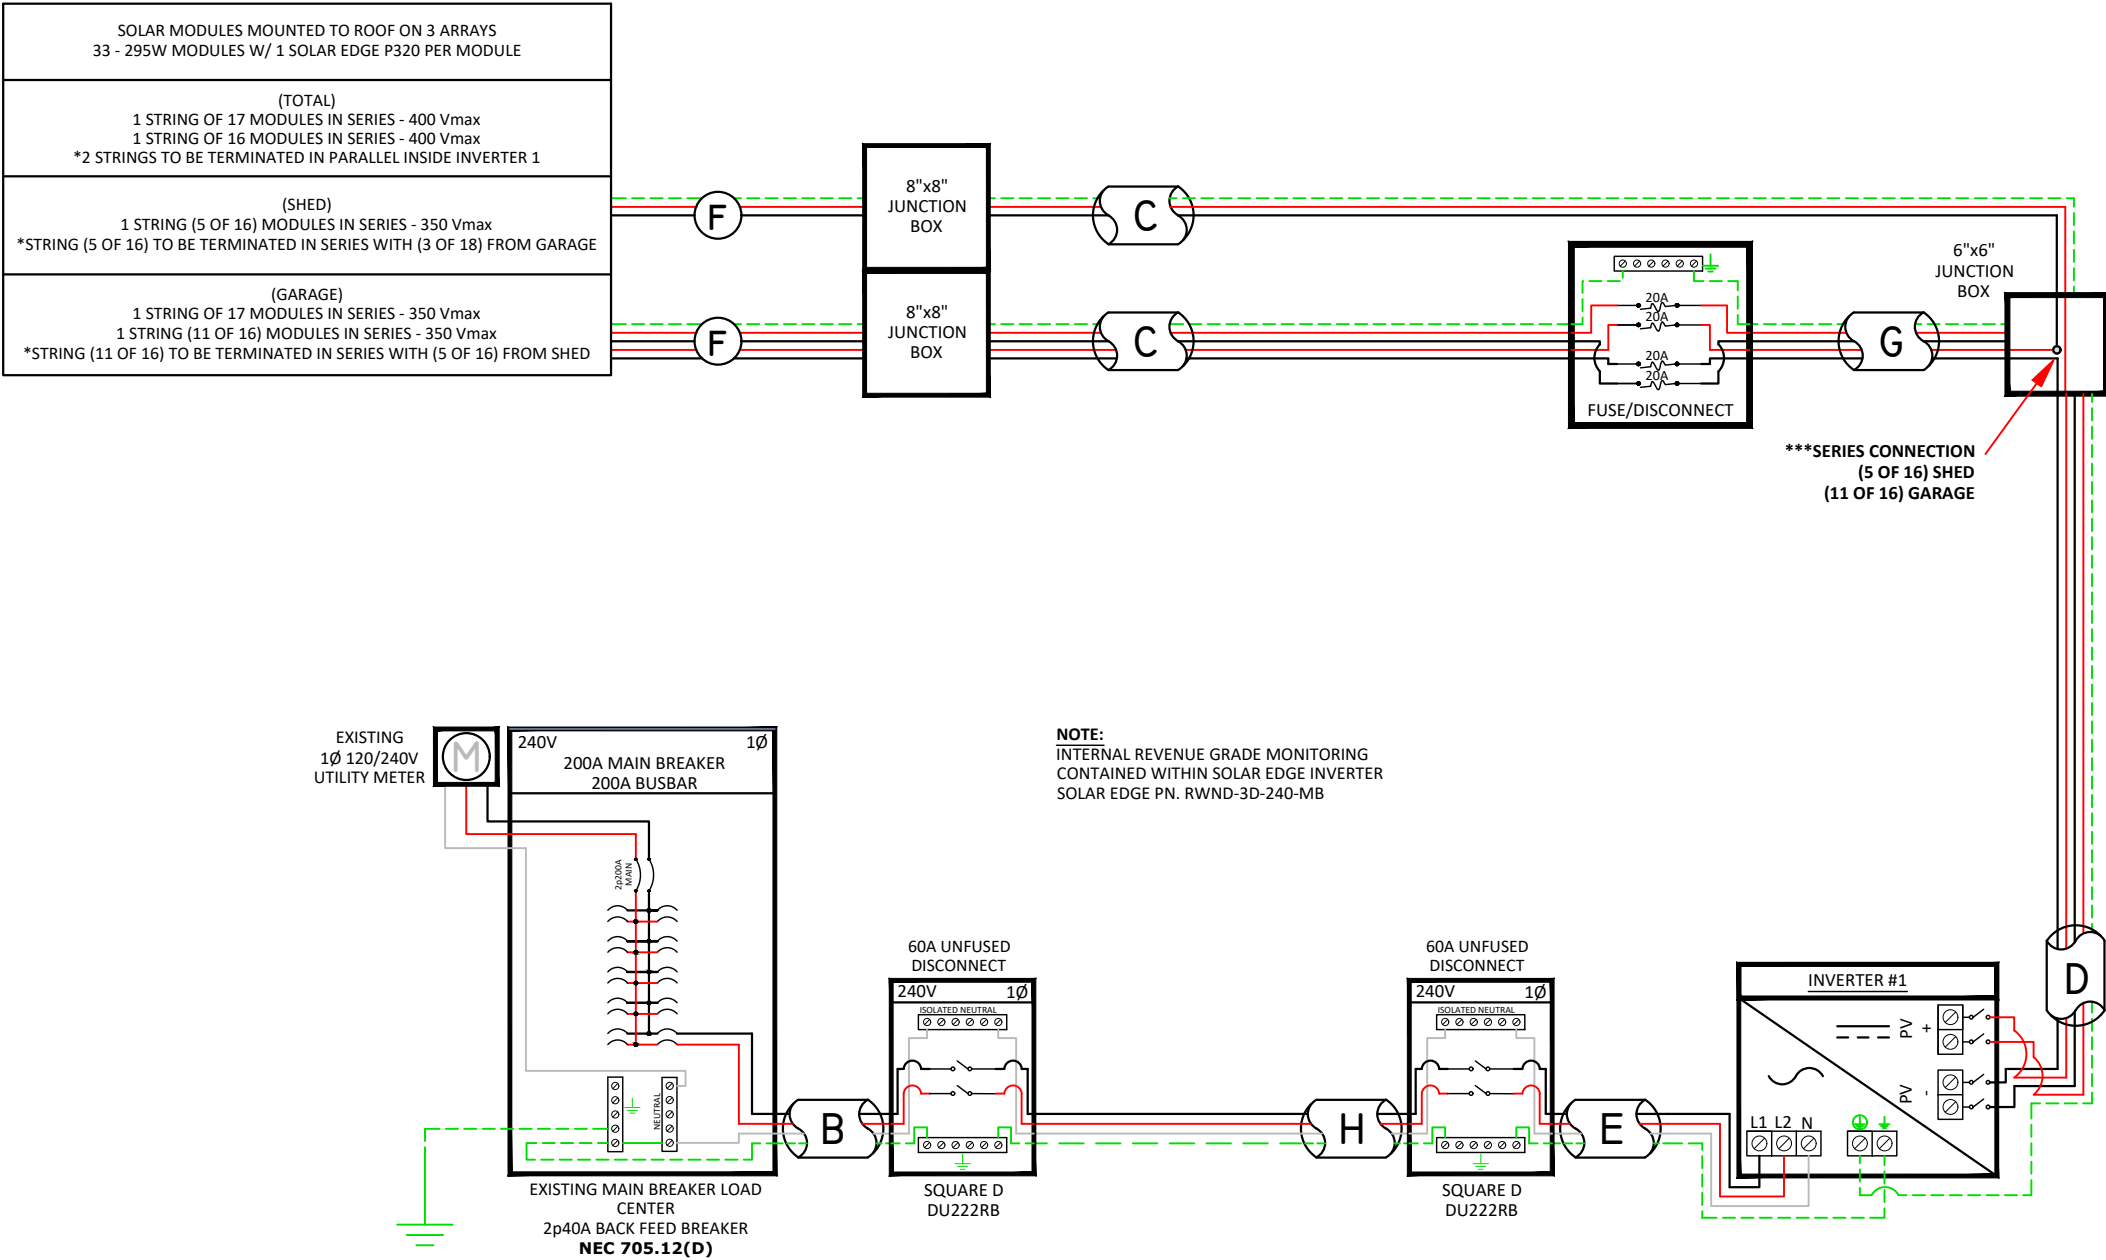 SOLAR MODULES MOUNTED TO ROOF ON 3 ARRAYS
33 - 295W MODULES W/ 1 SOLAR EDGE P320 PER MODULE
(TOTAL)
1 STRING OF 17 MODULES IN SERIES - 400 Vmax
1 STRING OF 16 MODULES IN SERIES - 400 Vmax
*2 STRINGS TO BE TERMINATED IN PARALLEL INSIDE INVERTER 1
(SHED)
1 STRING (5 OF 16) MODULES IN SERIES - 350 Vmax
*STRING (5 OF 16) TO BE TERMINATED IN SERIES WITH (3 OF 18) FROM GARAGE
(GARAGE)
1 STRING OF 17 MODULES IN SERIES - 350 Vmax
1 STRING (11 OF 16) MODULES IN SERIES - 350 Vmax
*STRING (11 OF 16) TO BE TERMINATED IN SERIES WITH (5 OF 16) FROM SHED
F
F
8"x8"
JUNCTION
BOX
8"x8"
JUNCTION
BOX
C
C
20A
20A
20A
20A
FUSE/DISCONNECT
G
6"x6"
JUNCTION
BOX
***SERIES CONNECTION
(5 OF 16) SHED
(11 OF 16) GARAGE
EXISTING
1Ø 120/240V
UTILITY METER
M
240V 1Ø
200A MAIN BREAKER
200A BUSBAR
2p200A
MAIN
NEUTRAL
EXISTING MAIN BREAKER LOAD
CENTER
2p40A BACK FEED BREAKER
NEC 705.12(D)
B
60A UNFUSED
DISCONNECT
240V 1Ø
ISOLATED NEUTRAL
SQUARE D
DU222RB
NOTE:
INTERNAL REVENUE GRADE MONITORING
CONTAINED WITHIN SOLAR EDGE INVERTER
SOLAR EDGE PN. RWND-3D-240-MB
H
60A UNFUSED
DISCONNECT
240V 1Ø
ISOLATED NEUTRAL
SQUARE D
DU222RB
E
INVERTER #1
PV +
PV -
L1 L2 N
D